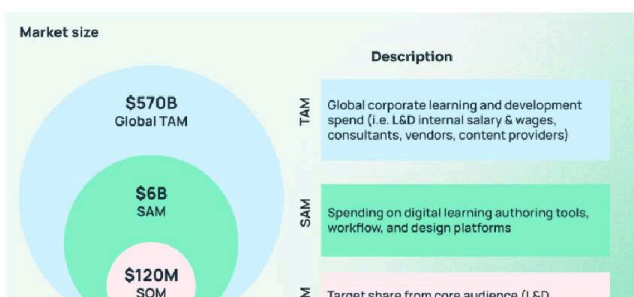 Market size
Description
$570B
Global TAM
TAM
Global corporate learning and development
spend (i.e. L&D internal salary & wages,
consultants, vendors, content providers)
$6B
SAM
SAM
Spending on digital learning authoring tools,
workflow, and design platforms
$120M
SOM
Target share from core audience (L&D